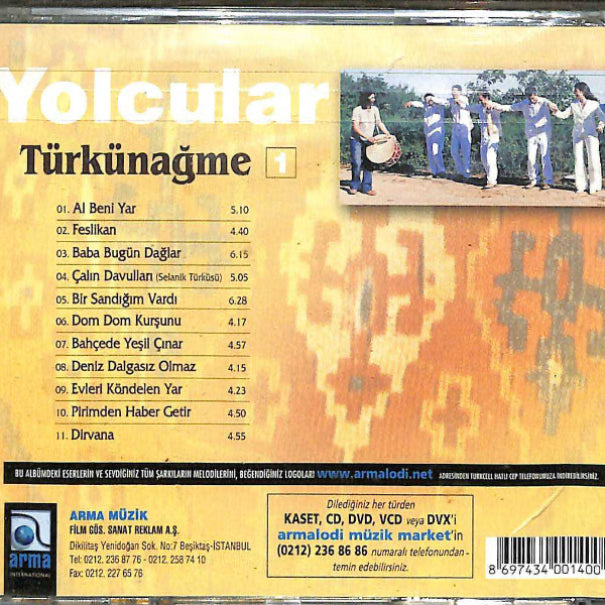 Yolcular
Türkünağme 1
01. Al Beni Yar 5.10
02. Feslikan 4.40
03. Baba Bugün Dağlar 6.15
04. Çalın Davulları (Selanik Türküsü) 5.05
05. Bir Sandığım Vardı 6.28
06. Dom Dom Kurşunu 4.17
07. Bahçede Yeşil Çınar 4.57
08. Deniz Dalgasız Olmaz 4.15
09. Evleri Köndelen Yar 4.23
10. Pirimden Haber Getir 4.50
11. Dirvana 4.55
BU ALBÜMDEKİ ESERLERİN VE SEVDİĞİNİZ TÜM ŞARKILARIN MELODİLERİNİ, BEĞENDİĞİNİZ LOGOLARI www.armalodi.net ADRESİNDEN TURKCELL HATLI CEP TELEFONUNUZA İNDİREBİLİRSİNİZ.
arma
INTERNATIONAL
ARMA MÜZİK
FİLM GÖS. SANAT REKLAM A.Ş.
Dikilitaş Yenidoğan Sok. No:7 Beşiktaş-İSTANBUL
Tel: 0212. 236 87 76 - 0212. 258 74 10
Fax: 0212. 227 65 76
Dilediğiniz her türden
KASET, CD, DVD, VCD veya DVX'i
armalodi müzik market'in
(0212) 236 86 86 numaralı telefonundan
temin edebilirsiniz.
8 697434 001400